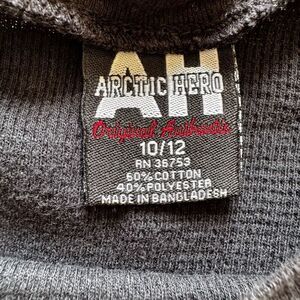 AH
ARCTIC HERO
Original Authentic
10/12
RN 36753
60% COTTON
40% POLYESTER
MADE IN BANGLADESH